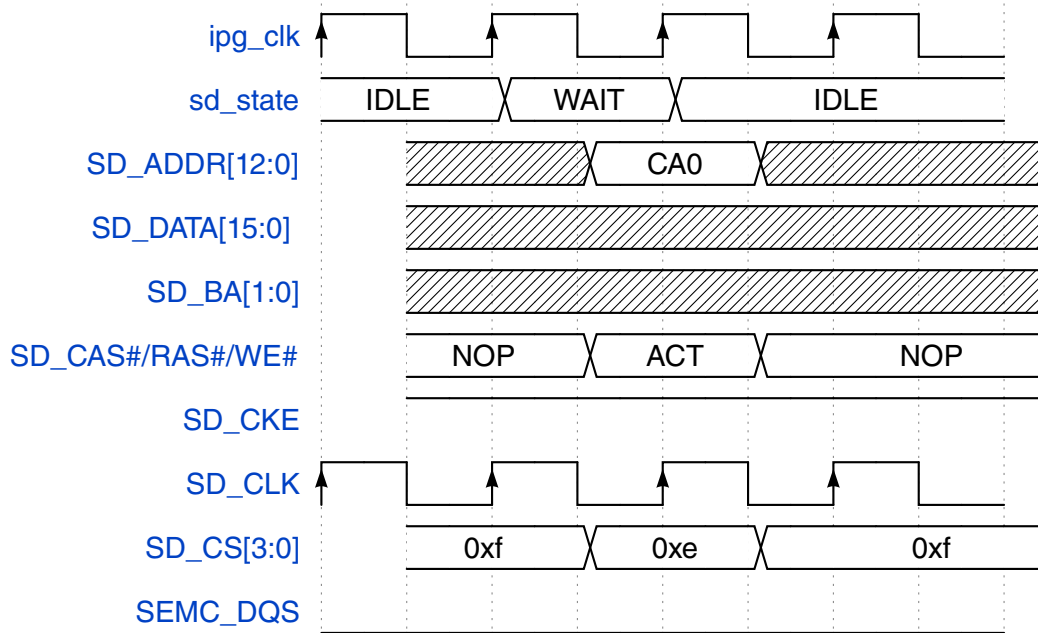 ipg_clk
sd_state IDLE WAIT IDLE
SD_ADDR[12:0] CA0
SD_DATA[15:0]
SD_BA[1:0]
SD_CAS#/RAS#/WE# NOP ACT NOP
SD_CKE
SD_CLK
SD_CS[3:0] 0xf 0xe 0xf
SEMC_DQS